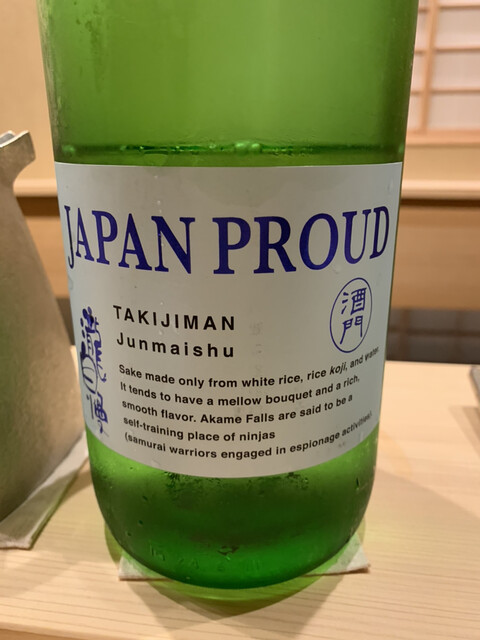 JAPAN PROUD
酒
門
TAKIJIMAN
Junmaishu
Sake made only from white rice, rice koji, and water.
It tends to have a mellow bouquet and a rich,
smooth flavor. Akame Falls are said to be a
self-training place of ninjas
(samurai warriors engaged in espionage activities).